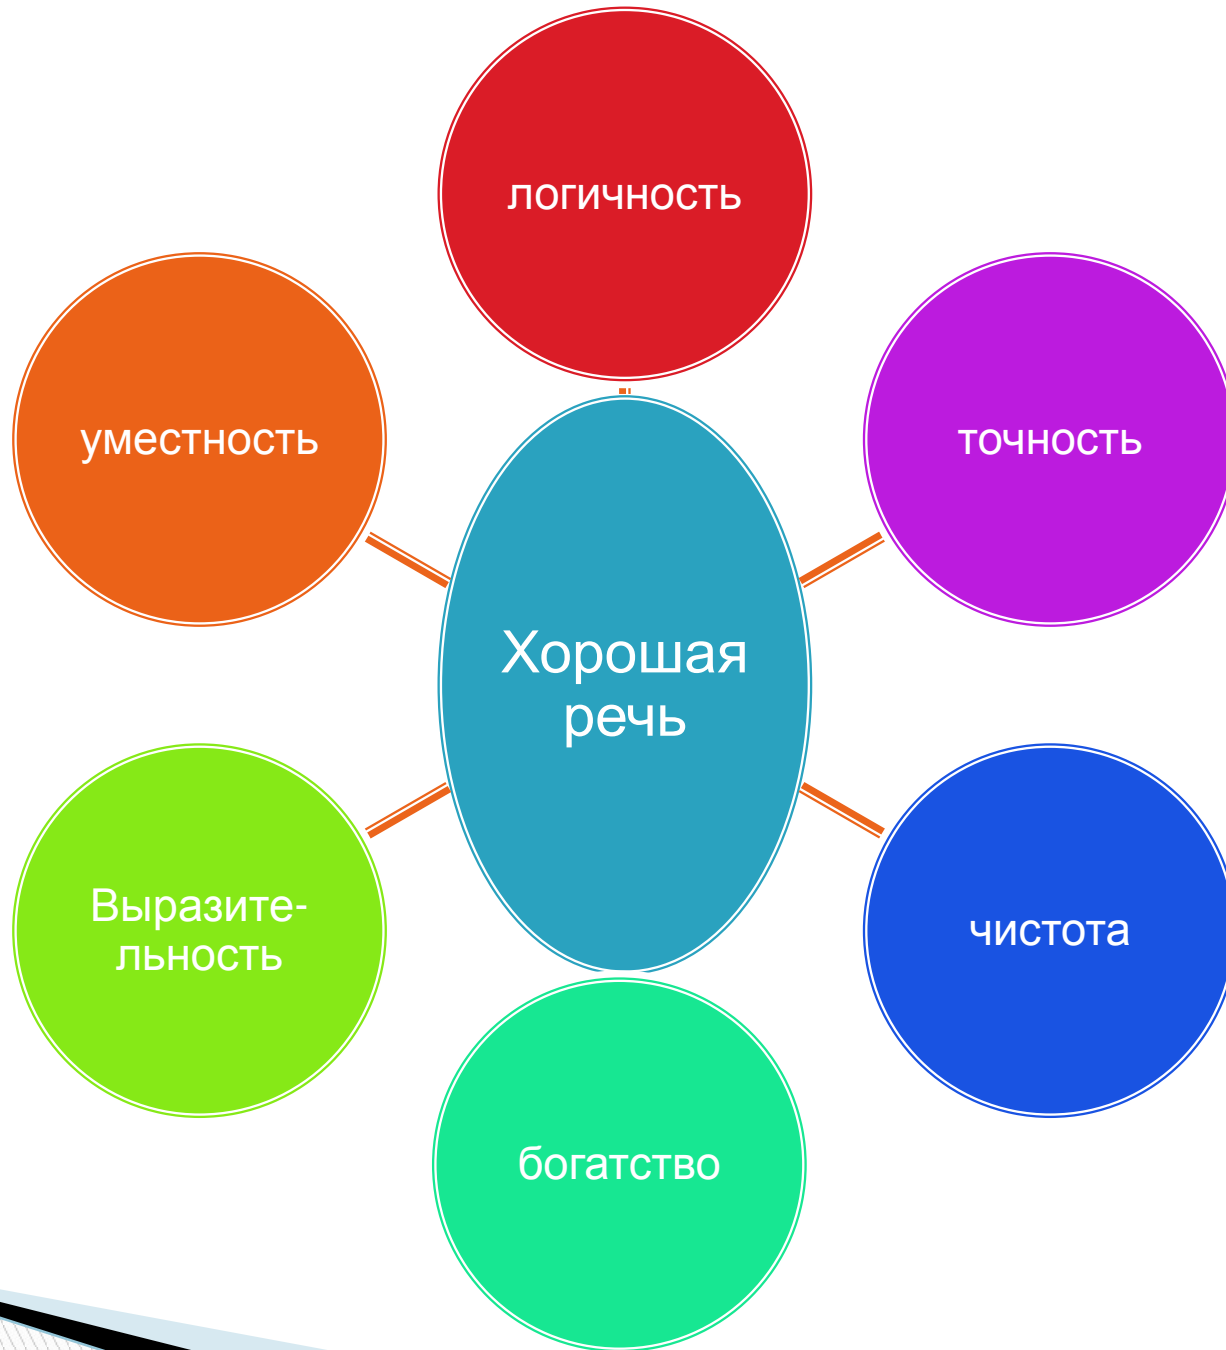 логичность
уместность
точность
Хорошая
речь
Выразите-
льность
чистота
богатство